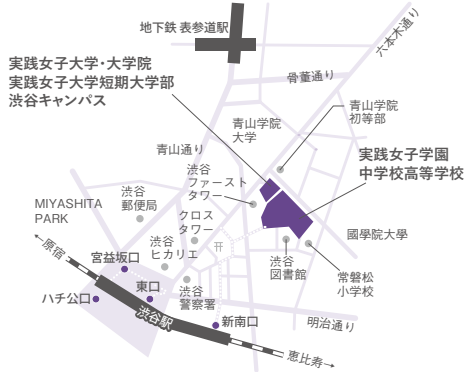 地下鉄 表参道駅
六本木通り
実践女子大学・大学院
実践女子大学短期大学部
渋谷キャンパス
骨董通り
青山学院
初等部
青山学院
大学
青山通り
実践女子学園
中学校高等学校
渋谷
ファースト
タワー
MIYASHITA
PARK
渋谷
郵便局
クロス
タワー
國學院大學
原宿
宮益坂口
渋谷
ヒカリエ
渋谷
図書館
常磐松
小学校
ハチ公口
東口
渋谷
警察署
渋谷駅
新南口
明治通り
恵比寿